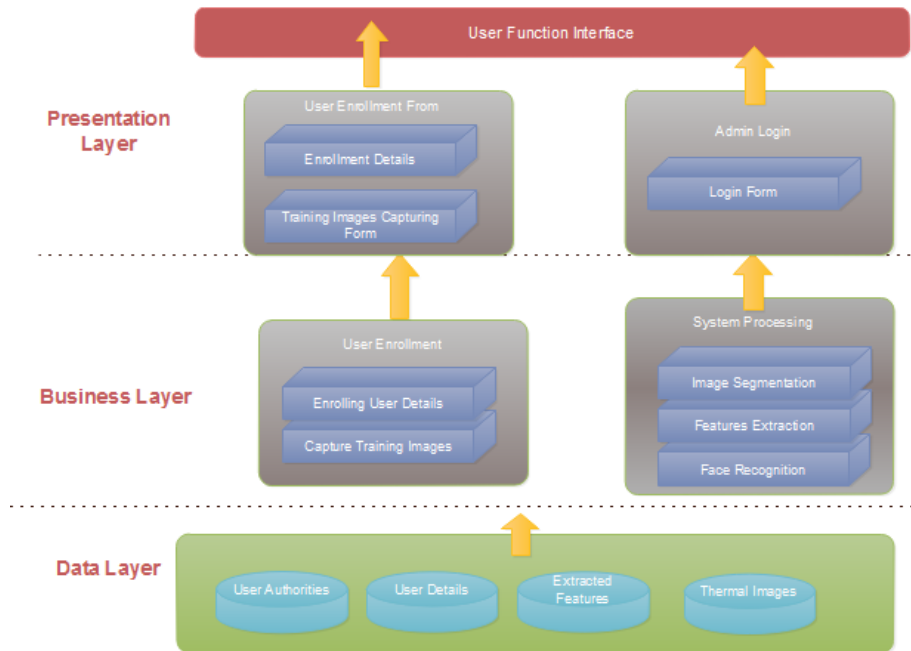 User Function Interface
Presentation
Layer
User Enrollment From
Enrollment Details
Training Images Capturing
Form
Admin Login
Login Form
Business Layer
User Enrollment
Enrolling User Details
Capture Training Images
System Processing
Image Segmentation
Features Extraction
Face Recognition
Data Layer
User Authorities
User Details
Extracted
Features
Thermal Images